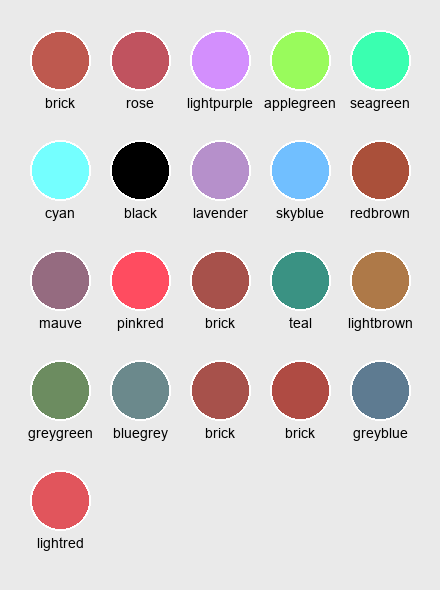 brick rose lightpurple applegreen seagreen
cyan black lavender skyblue redbrown
mauve pinkred brick teal lightbrown
greygreen bluegrey brick brick greyblue
lightred